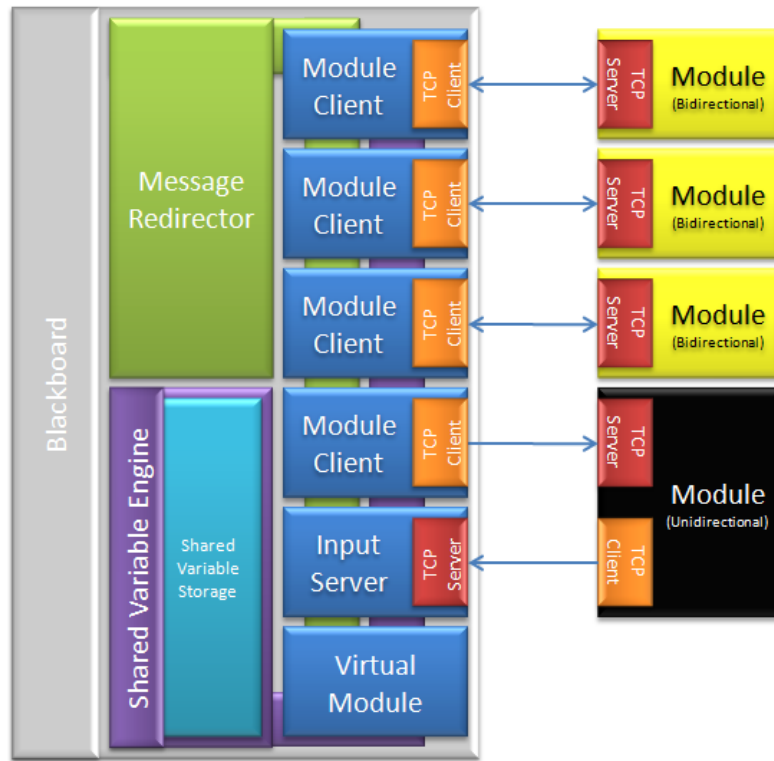 Blackboard
Message
Redirector
Shared Variable Engine
Shared
Variable
Storage
Module
Client
TCP
Client
Module
Client
TCP
Client
Module
Client
TCP
Client
Module
Client
TCP
Client
Input
Server
TCP
Server
Virtual
Module
TCP
Server
Module
(Bidirectional)
TCP
Server
Module
(Bidirectional)
TCP
Server
Module
(Bidirectional)
TCP
Server
Module
(Unidirectional)
TCP
Client